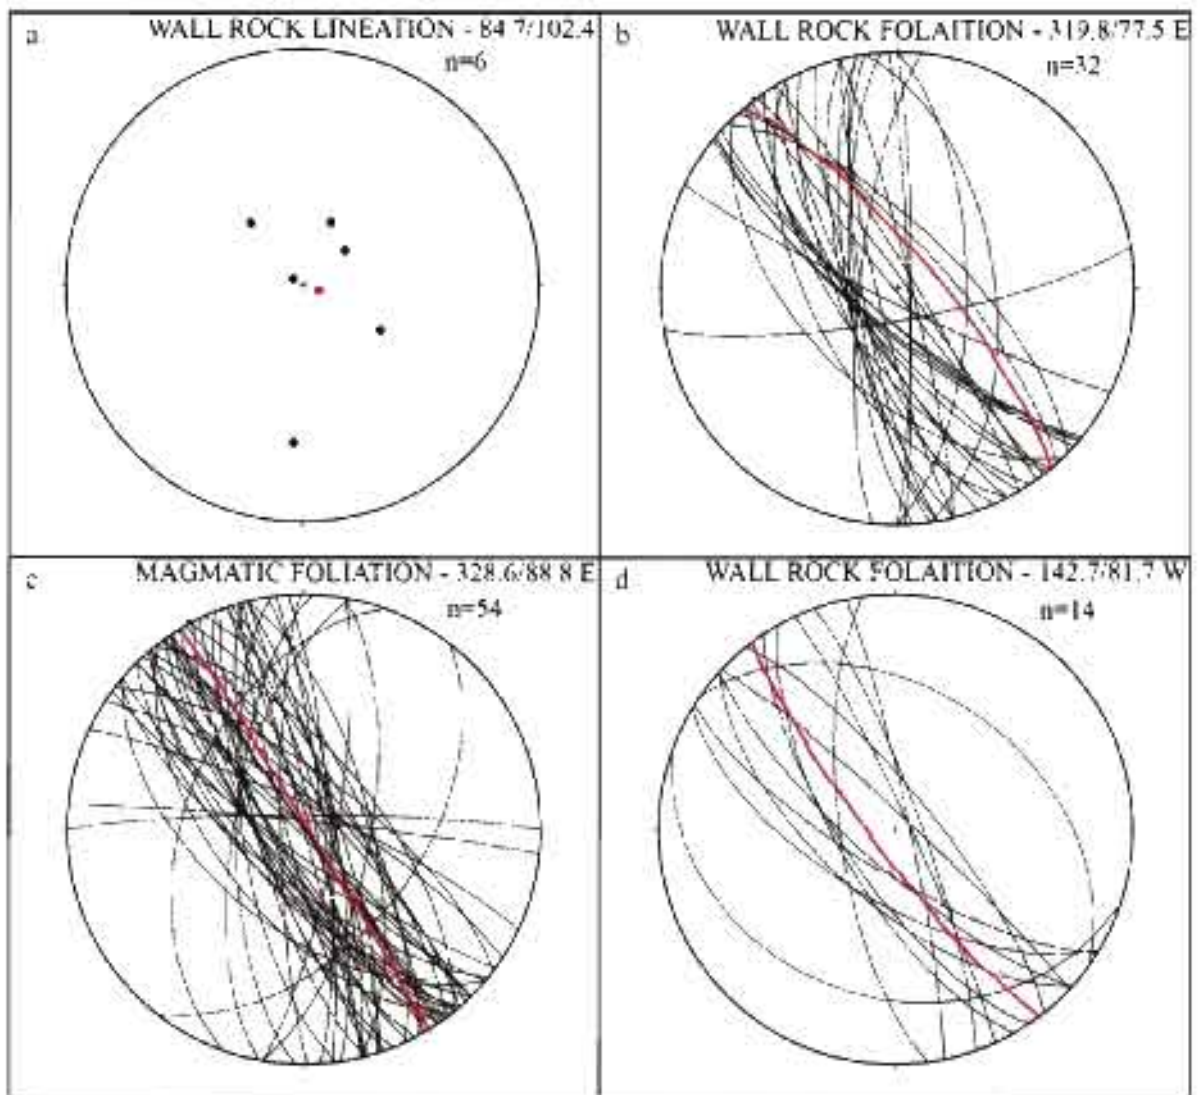 a
WALL ROCK LINEATION - 84.7/102.4
n=6
b
WALL ROCK FOLAITION - 319.8/77.5 E
n=32
c
MAGMATIC FOLIATION - 328.6/88.8 E
n=54
d
WALL ROCK FOLAITION - 142.7/81.7 W
n=14